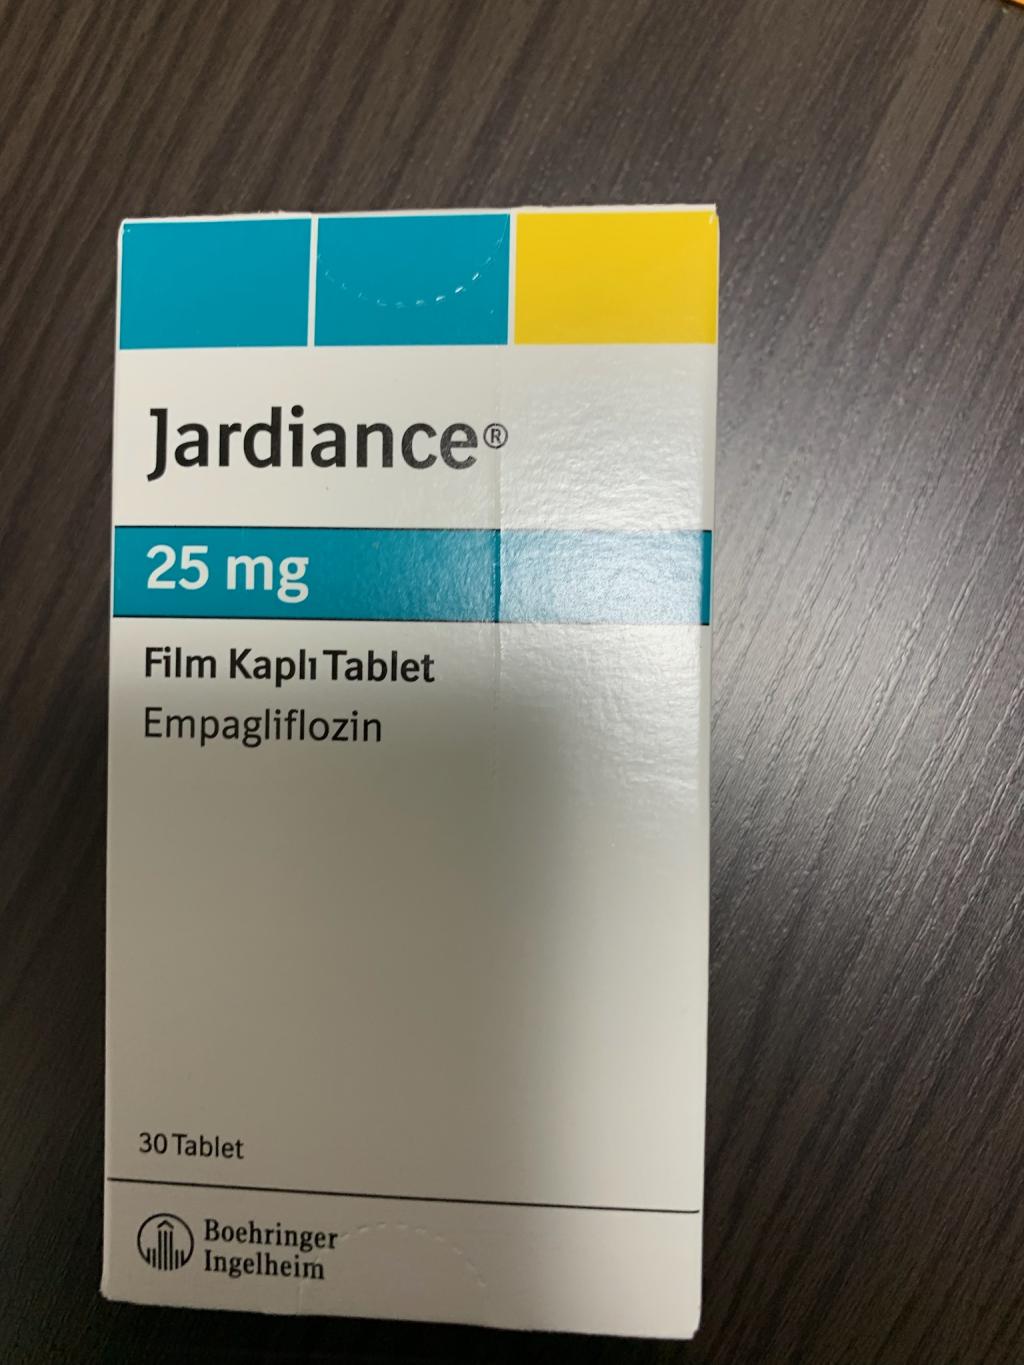 Jardiance®
25 mg
Film Kaplı Tablet
Empagliflozin
30 Tablet
Boehringer
Ingelheim